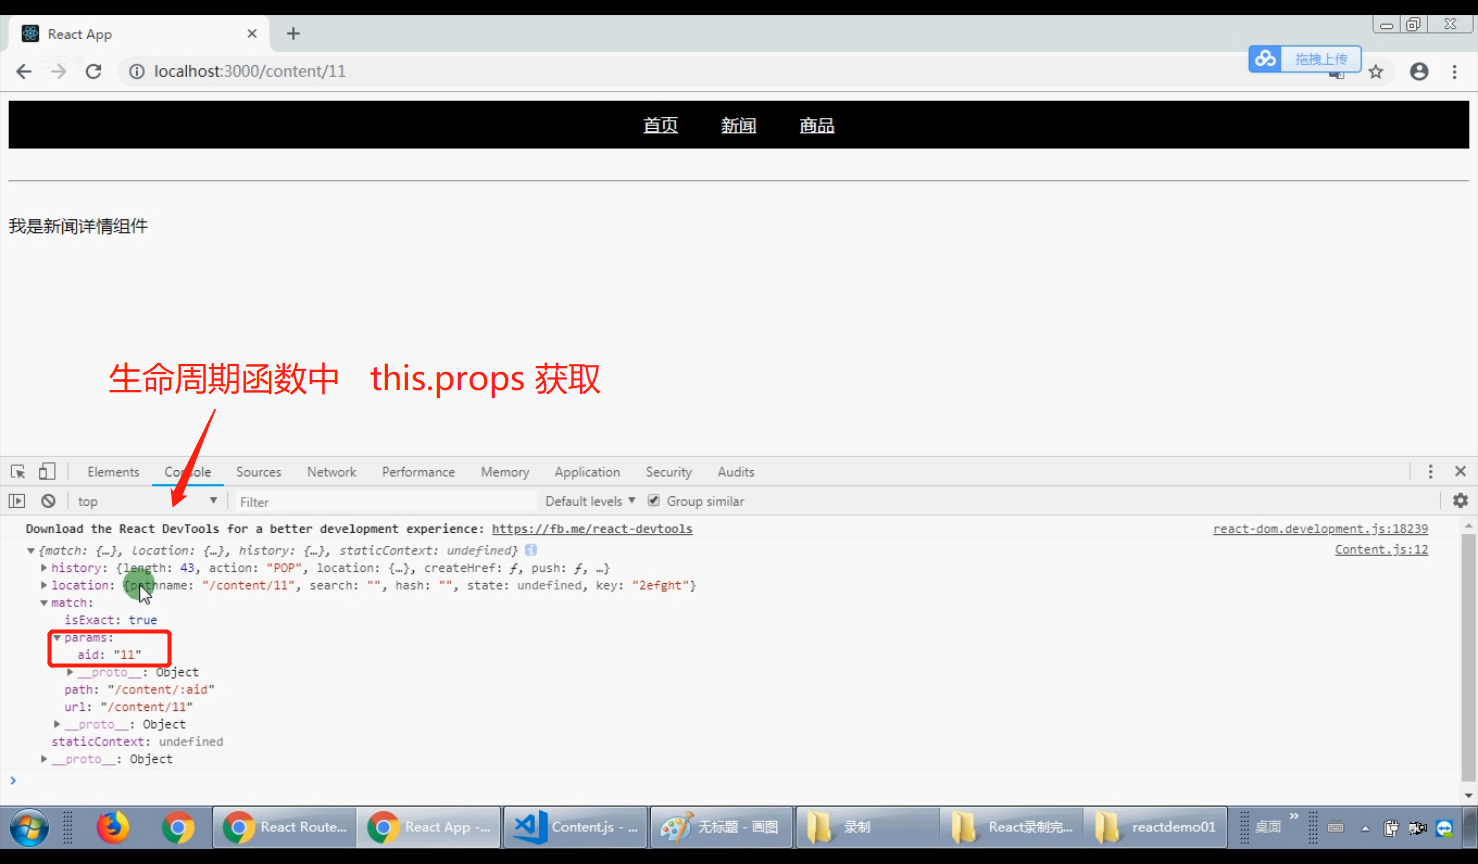 React App
localhost:3000/content/11
拖拽上传
首页 新闻 商品
我是新闻详情组件
生命周期函数中 this.props 获取
Elements Console Sources Network Performance Memory Application Security Audits
top Filter Default levels Group similar
Download the React DevTools for a better development experience: https://fb.me/react-devtools react-dom.development.js:18239
{match: {…}, location: {…}, history: {…}, staticContext: undefined} Content.js:12
history: {length: 43, action: "POP", location: {…}, createHref: ƒ, push: ƒ, …}
location: {pathname: "/content/11", search: "", hash: "", state: undefined, key: "2efght"}
match:
isExact: true
params:
aid: "11"
__proto__: Object
path: "/content/:aid"
url: "/content/11"
__proto__: Object
staticContext: undefined
__proto__: Object
React Route... React App -... Content.js - ... 无标题 - 画图 录制 React录制完... reactdemo01 桌面